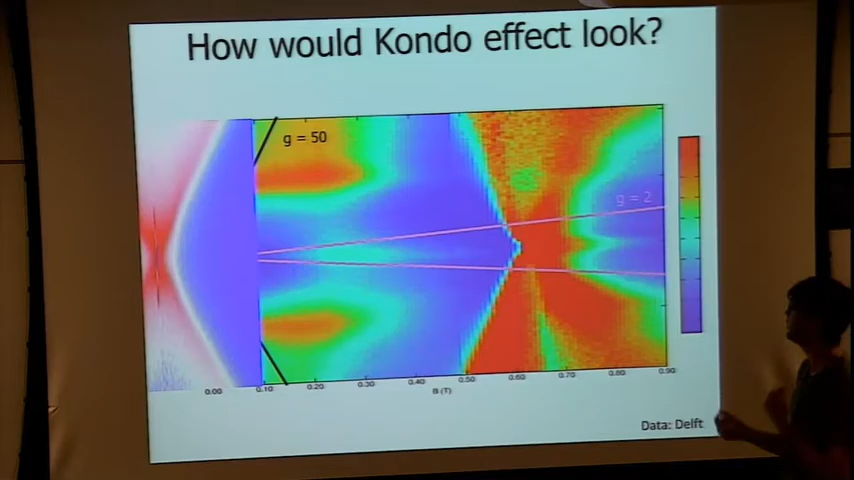 How would Kondo effect look?
g = 50
g = 2
0.00 0.10 0.20 0.30 0.40 0.50 0.60 0.70 0.80 0.90
B (T)
Data: Delft